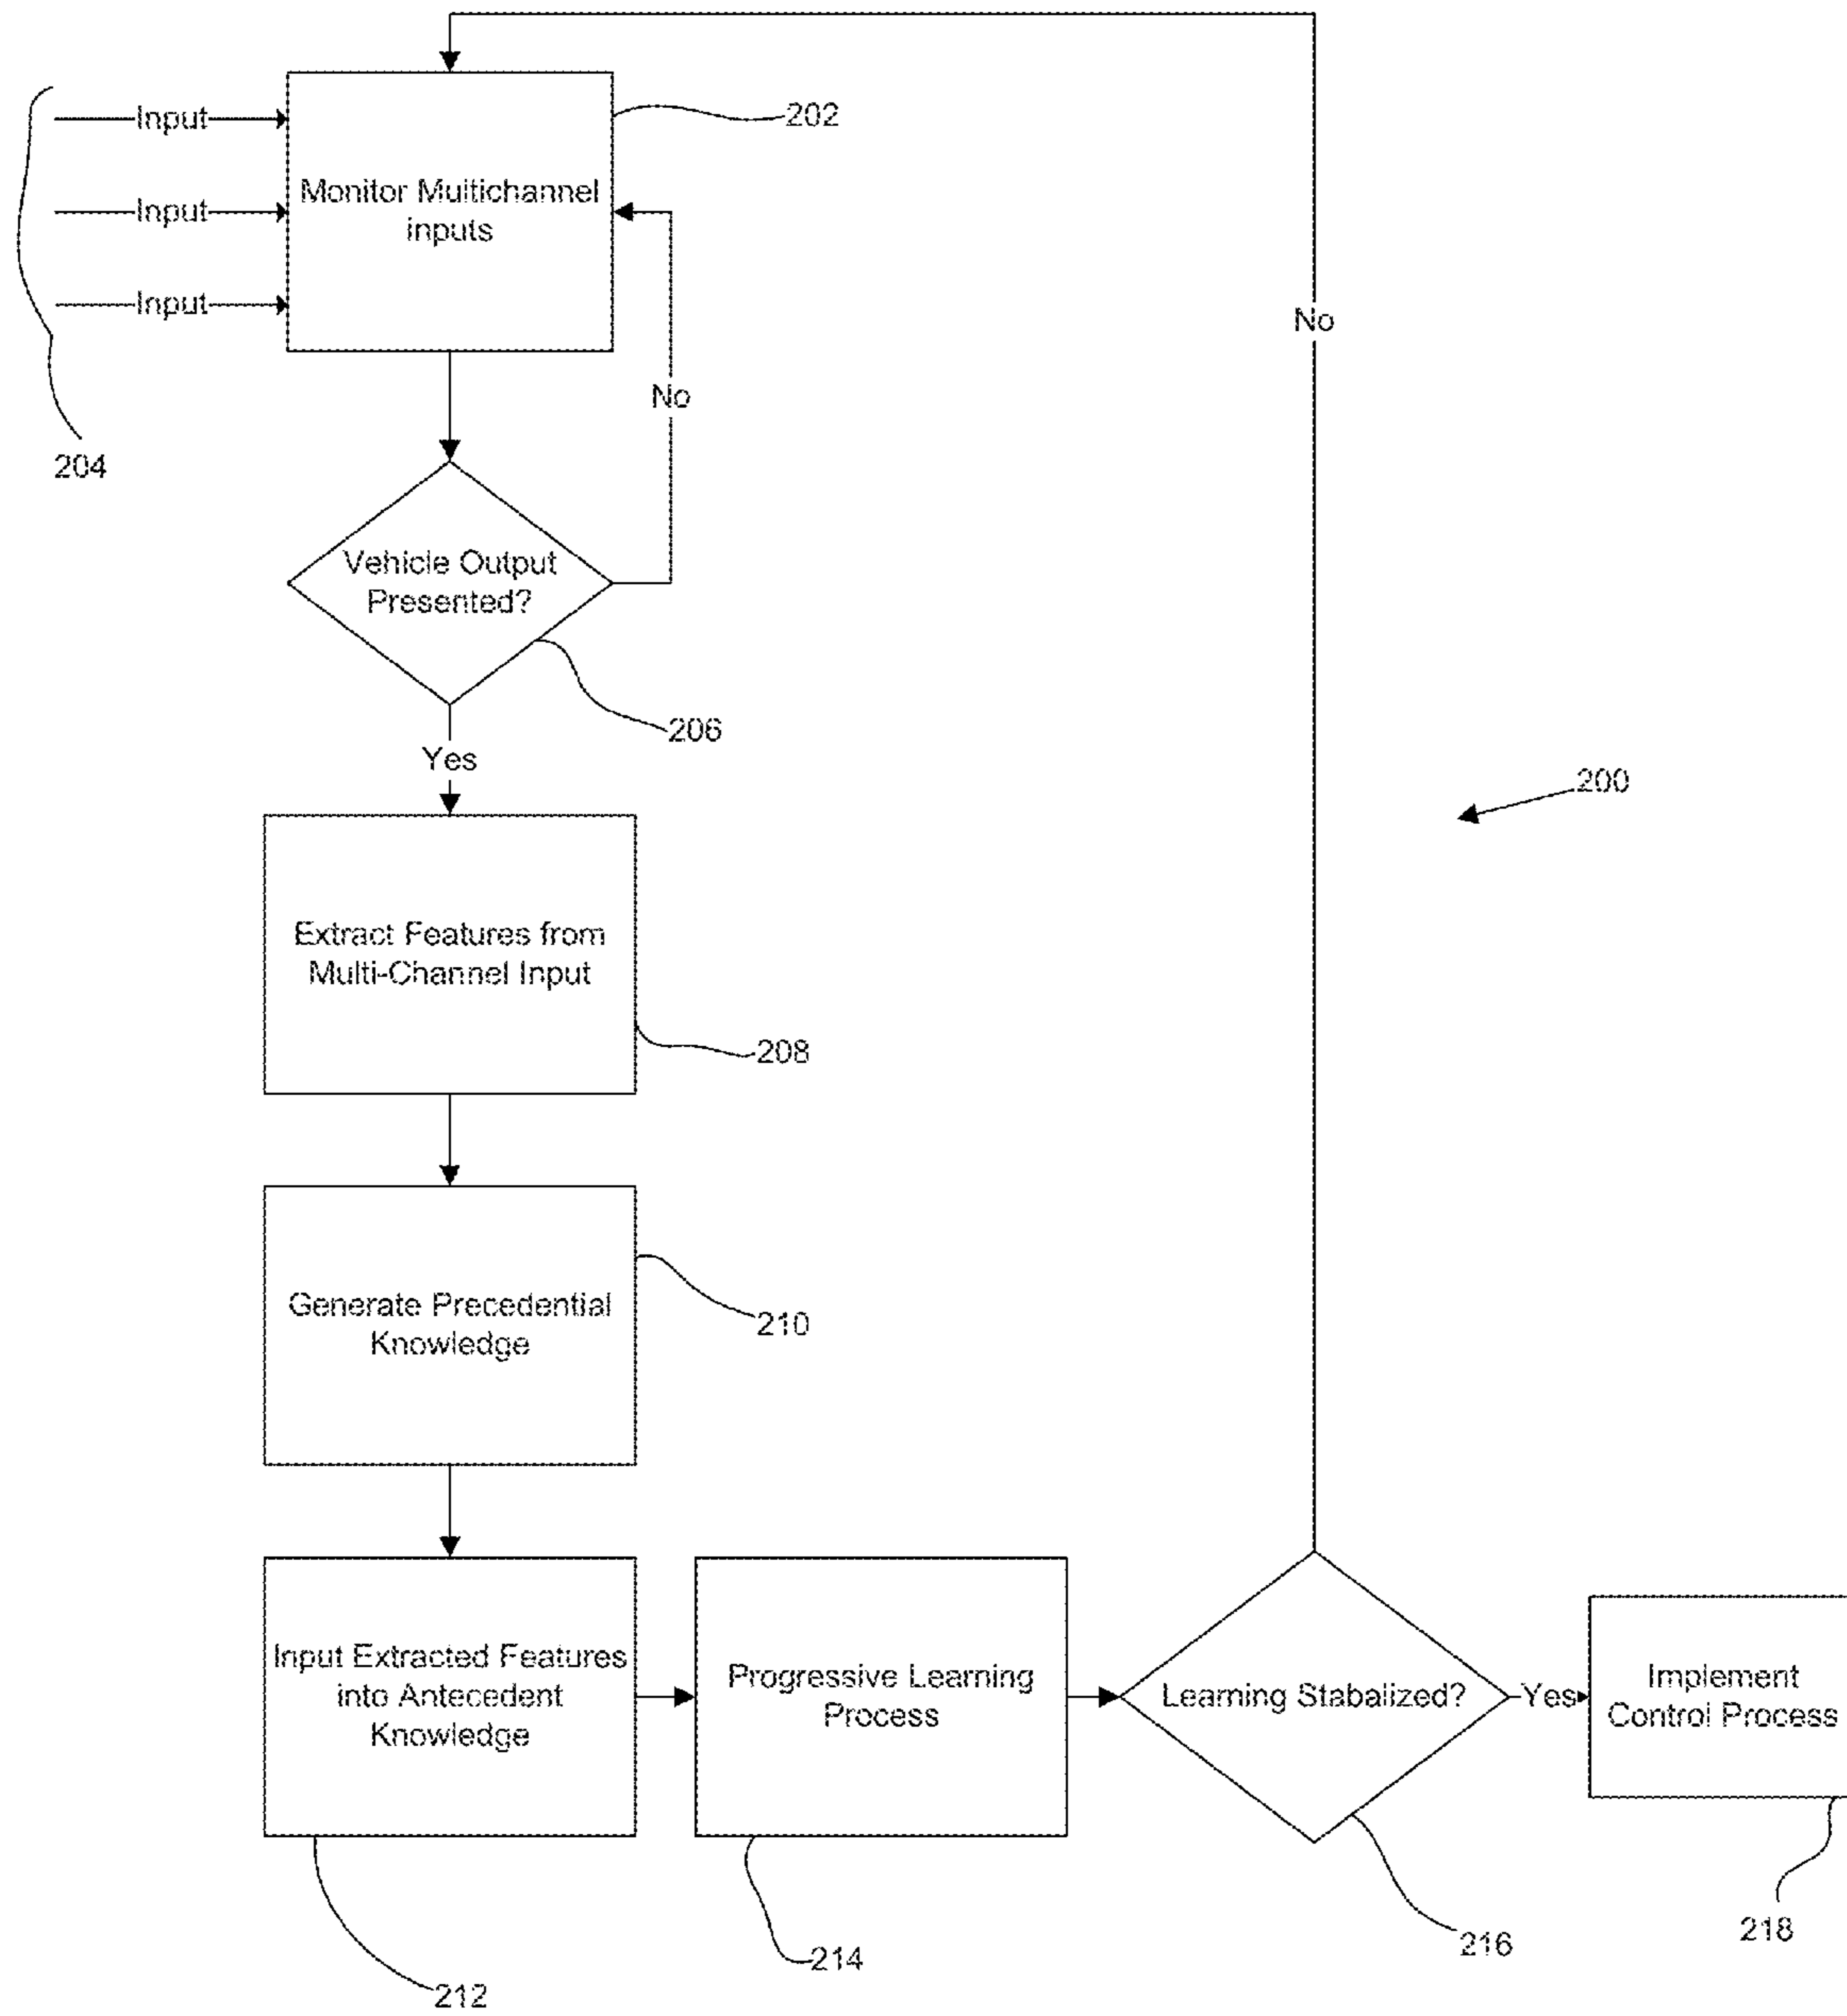 Input
202
Monitor Multichannel
inputs
Input
Input
No
No
204
Vehicle Output
Presented?
206
Yes
200
Extract Features from
Multi-Channel Input
208
Generate Precedential
Knowledge
210
Input Extracted Features
into Antecedent
Knowledge
Progressive Learning
Process
Learning Stabalized?
Yes
Implement
Control Process
212
214
216
218